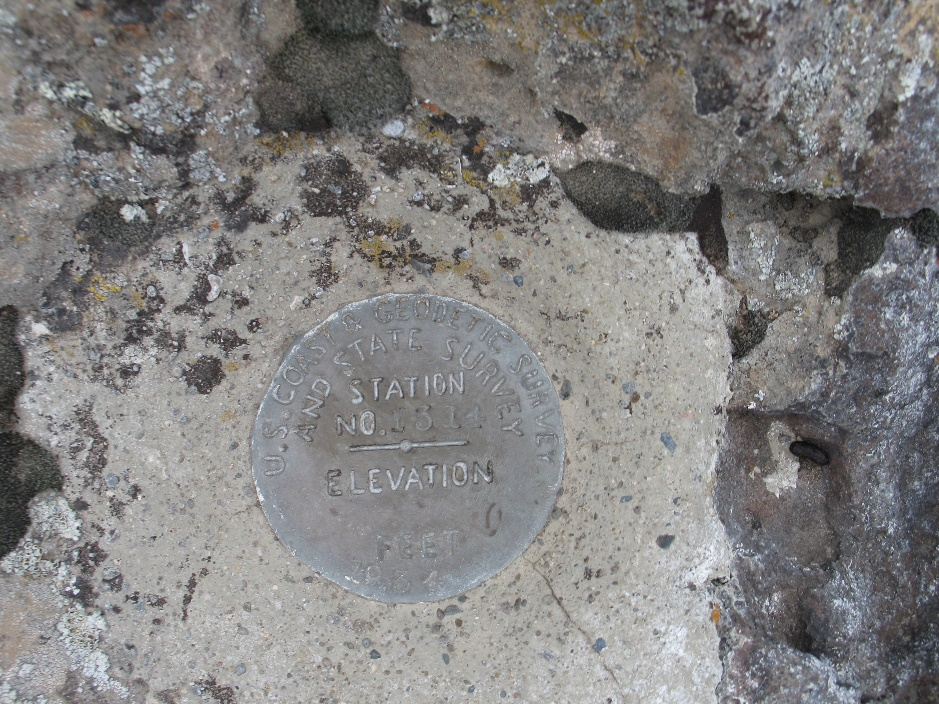 U.S. COAST & GEODETIC SURVEY
AND STATE SURVEY
STATION
NO.
ELEVATION
FEET